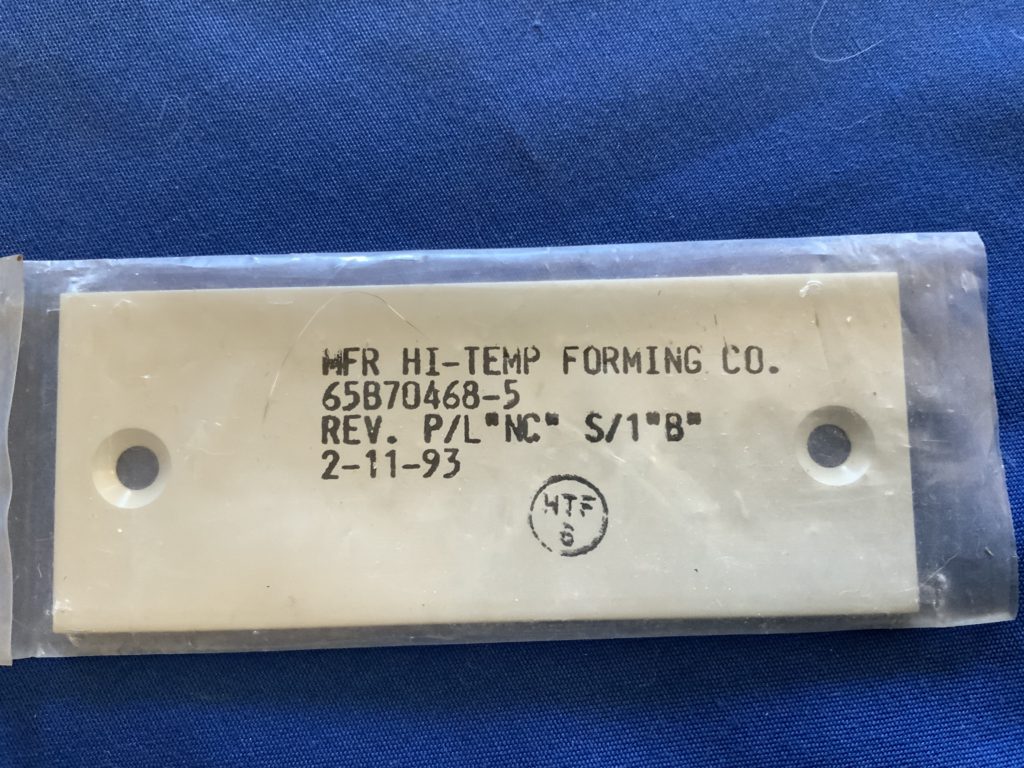 MFR HI-TEMP FORMING CO.
65B70468-5
REV. P/L"NC" S/1"B"
2-11-93
HTF
6